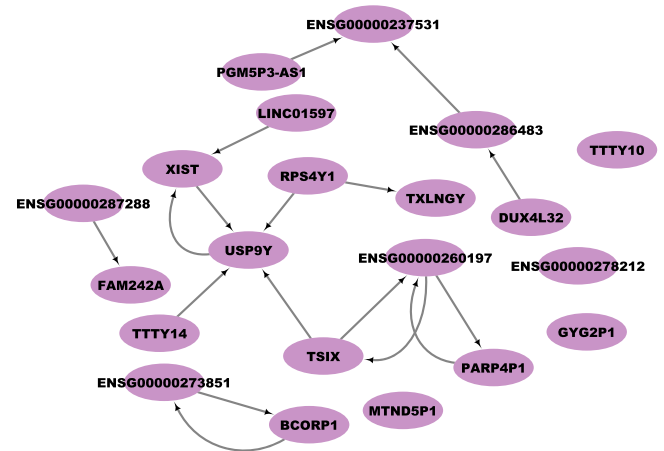 ENSG00000237531
PGM5P3-AS1
LINC01597
ENSG00000286483
TTTY10
XIST
RPS4Y1
TXLNGY
ENSG00000287288
DUX4L32
USP9Y
ENSG00000260197
ENSG00000278212
FAM242A
TTTY14
GYG2P1
TSIX
PARP4P1
ENSG00000273851
MTND5P1
BCORP1